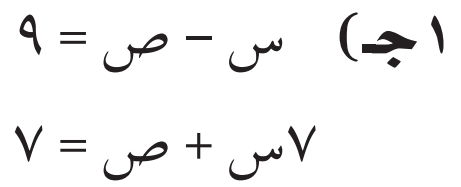 ١ جـ) س − ص = ٩
٧س + ص = ٧